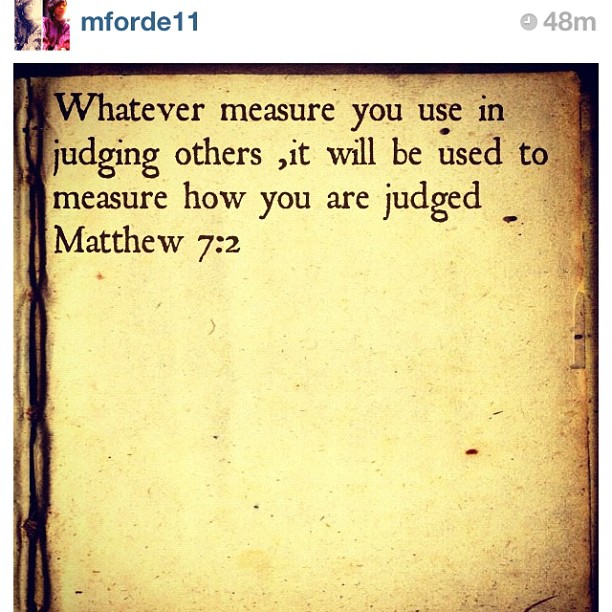 mforde11
48m
Whatever measure you use in
judging others ,it will be used to
measure how you are judged
Matthew 7:2